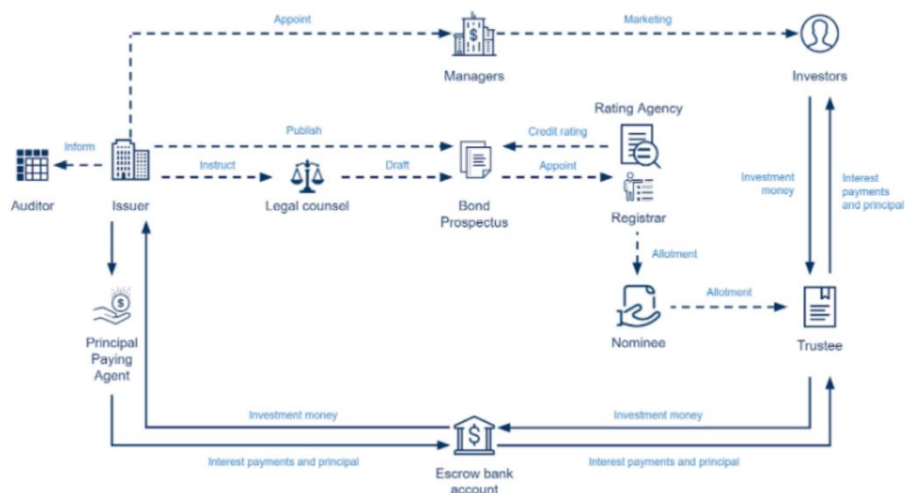 Appoint
Marketing
Managers
Investors
Rating Agency
Publish
Credit rating
Inform
Instruct
Draft
Appoint
Auditor
Issuer
Legal counsel
Bond
Prospectus
Registrar
Investment
money
Interest
payments
and principal
Allotment
Allotment
Principal
Paying
Agent
Nominee
Trustee
Investment money
Investment money
Interest payments and principal
Interest payments and principal
Escrow bank
account